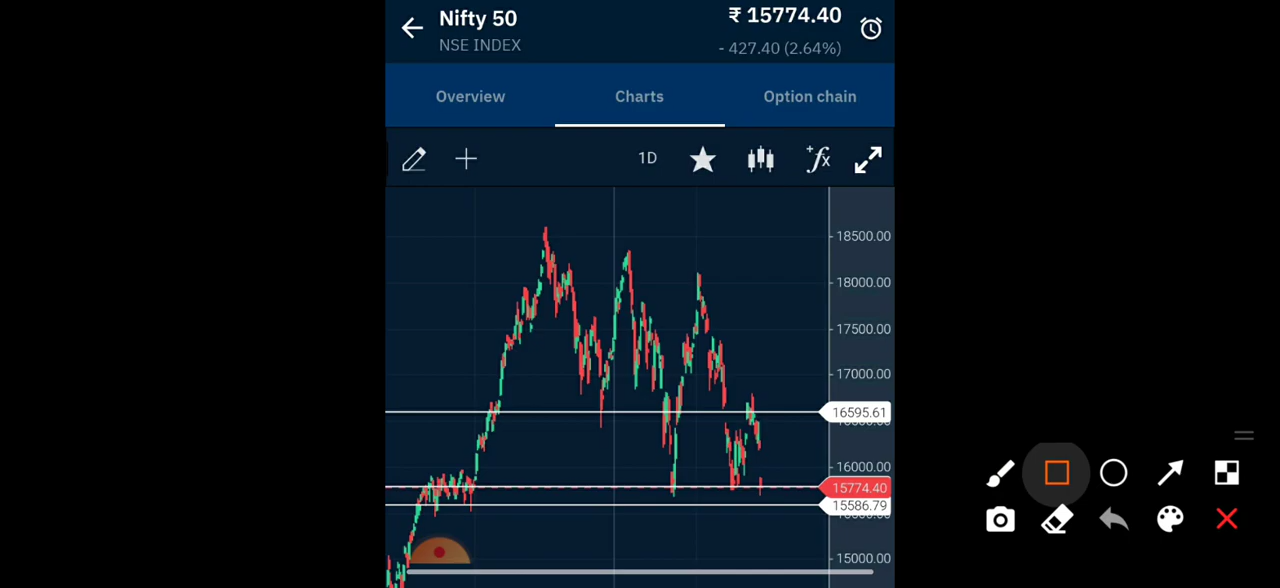 Nifty 50
₹ 15774.40
NSE INDEX
- 427.40 (2.64%)
Overview
Charts
Option chain
1D
+fx
18500.00
18000.00
17500.00
17000.00
16595.61
16000.00
15774.40
15586.79
15000.00